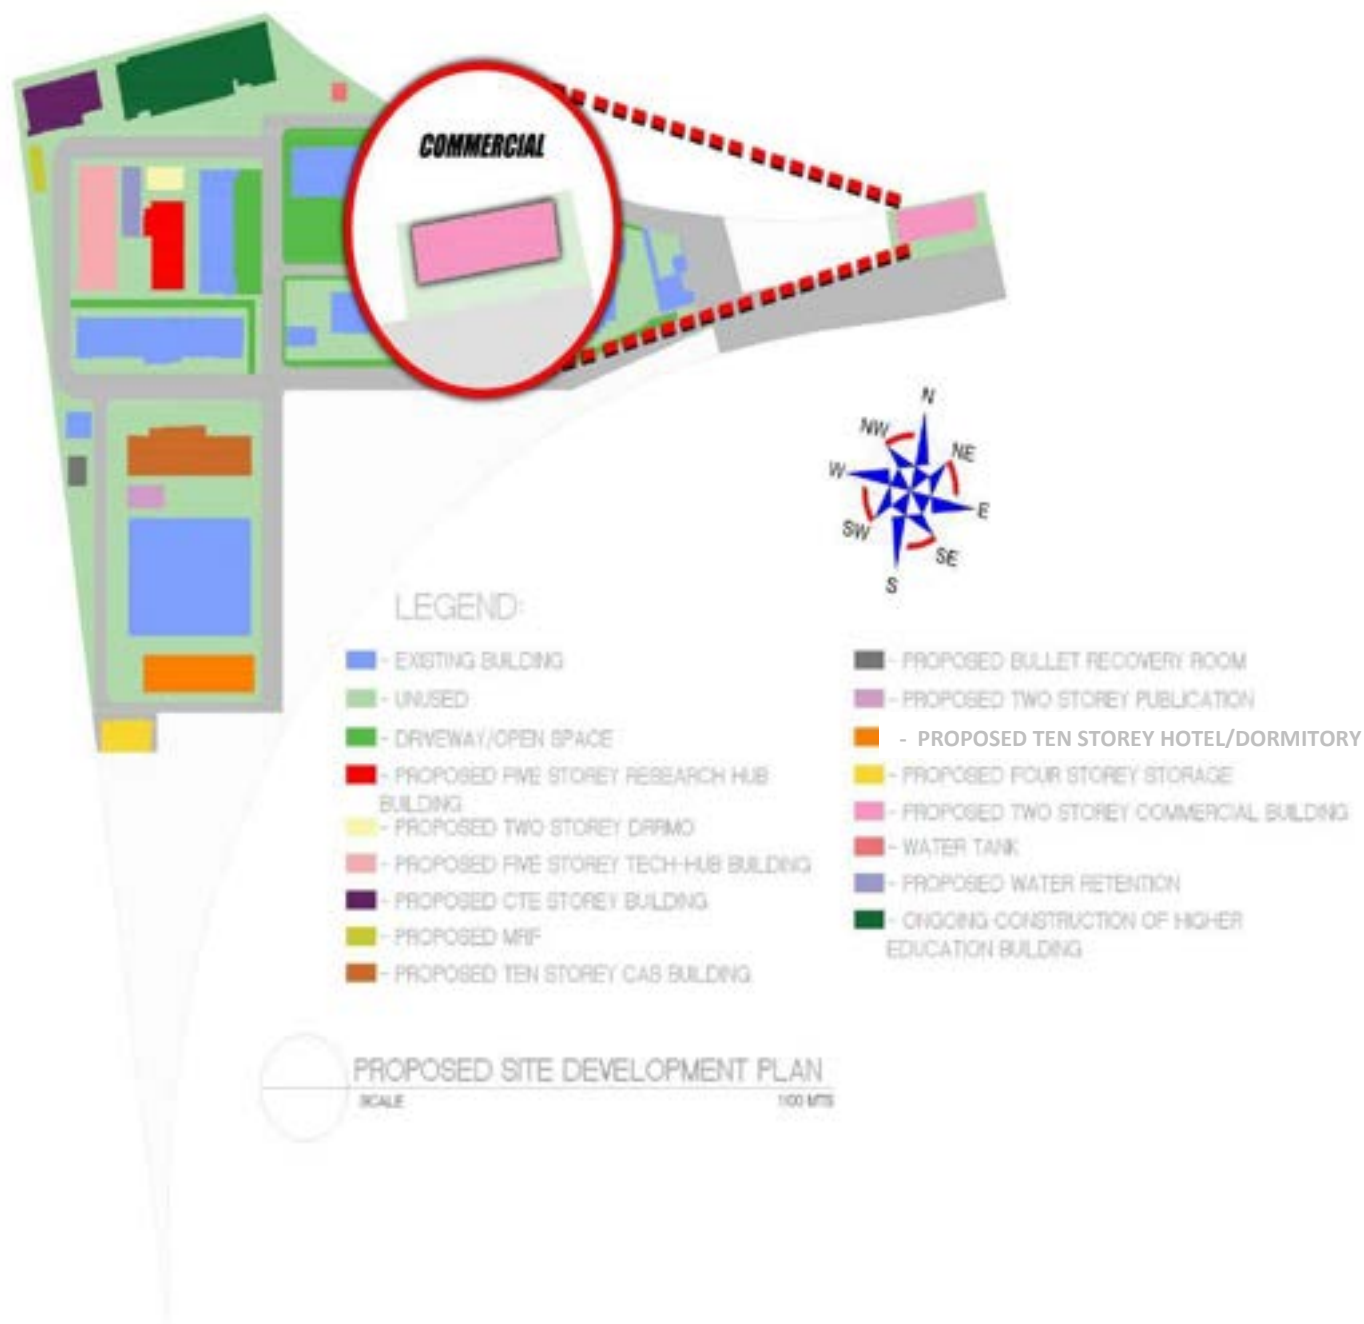 COMMERCIAL
N
NW
NE
W
E
SW
SE
S
LEGEND:
- EXISTING BUILDING
- UNUSED
- DRIVEWAY/OPEN SPACE
- PROPOSED FIVE STOREY RESEARCH HUB
BUILDING
- PROPOSED TWO STOREY DRRMO
- PROPOSED FIVE STOREY TECH-HUB BUILDING
- PROPOSED CTE STOREY BUILDING
- PROPOSED MRF
- PROPOSED TEN STOREY CAS BUILDING
- PROPOSED BULLET RECOVERY ROOM
- PROPOSED TWO STOREY PUBLICATION
- PROPOSED TEN STOREY HOTEL/DORMITORY
- PROPOSED FOUR STOREY STORAGE
- PROPOSED TWO STOREY COMMERCIAL BUILDING
- WATER TANK
- PROPOSED WATER RETENTION
- ONGOING CONSTRUCTION OF HIGHER
EDUCATION BUILDING
PROPOSED SITE DEVELOPMENT PLAN
SCALE MTS